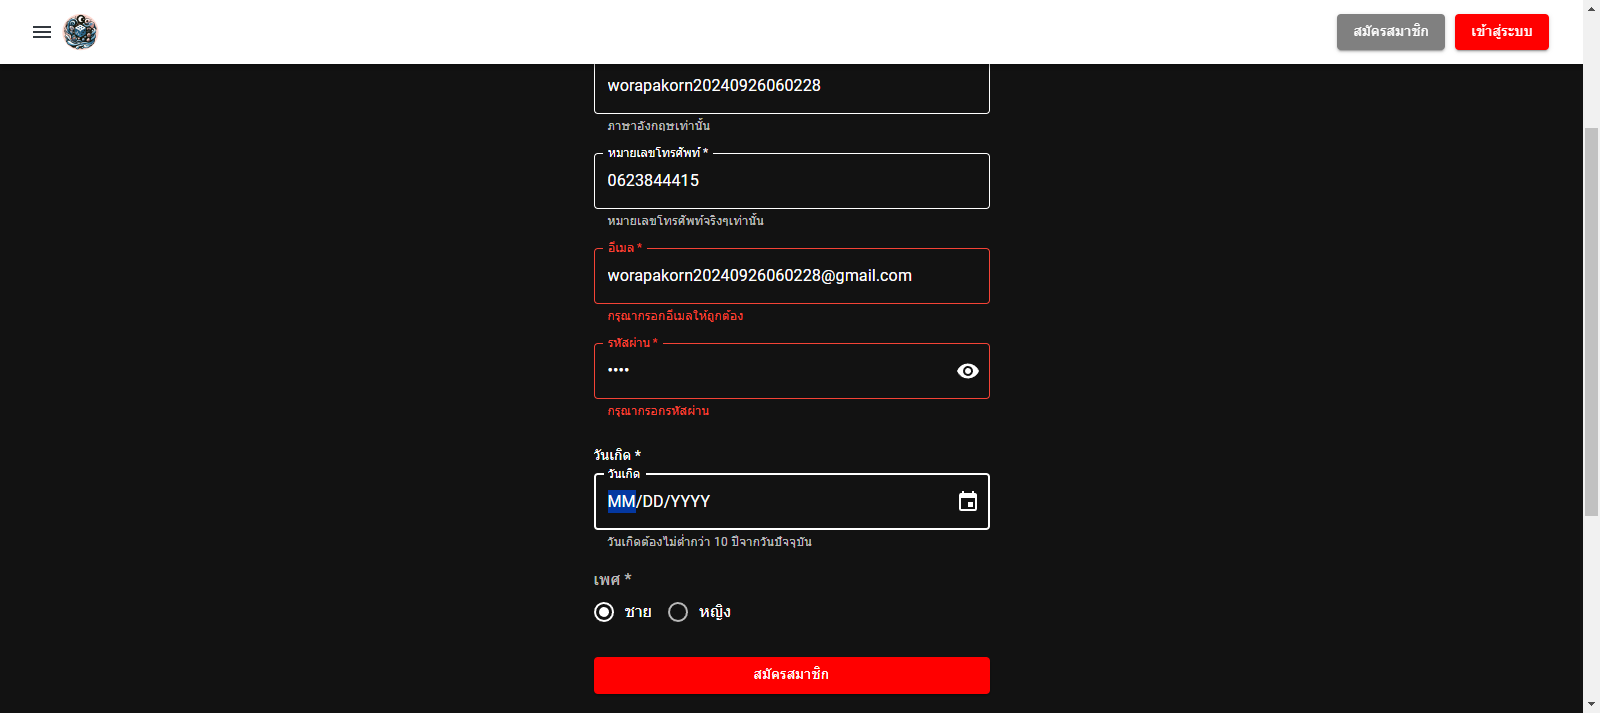 สมัครสมาชิก
เข้าสู่ระบบ
worapakorn20240926060228
ภาษาอังกฤษเท่านั้น
หมายเลขโทรศัพท์ *
0623844415
หมายเลขโทรศัพท์จริงๆเท่านั้น
อีเมล *
worapakorn20240926060228@gmail.com
กรุณากรอกอีเมลให้ถูกต้อง
รหัสผ่าน *
••••
กรุณากรอกรหัสผ่าน
วันเกิด *
วันเกิด
MM/DD/YYYY
วันเกิดต้องไม่ต่ำกว่า 10 ปีจากวันปัจจุบัน
เพศ *
ชาย
หญิง
สมัครสมาชิก